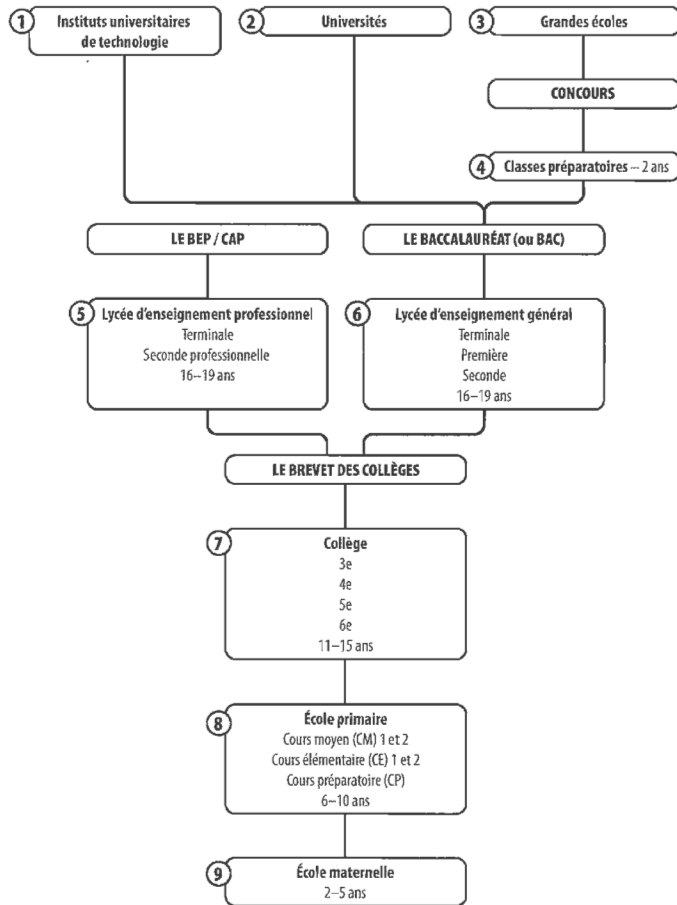 1 Instituts universitaires
de technologie
2 Universités
3 Grandes écoles
CONCOURS
4 Classes préparatoires – 2 ans
LE BEP / CAP
LE BACCALAURÉAT (ou BAC)
5 Lycée d'enseignement professionnel
Terminale
Seconde professionnelle
16–19 ans
6 Lycée d'enseignement général
Terminale
Première
Seconde
16–19 ans
LE BREVET DES COLLÈGES
7 Collège
3e
4e
5e
6e
11–15 ans
8 École primaire
Cours moyen (CM) 1 et 2
Cours élémentaire (CE) 1 et 2
Cours préparatoire (CP)
6–10 ans
9 École maternelle
2–5 ans